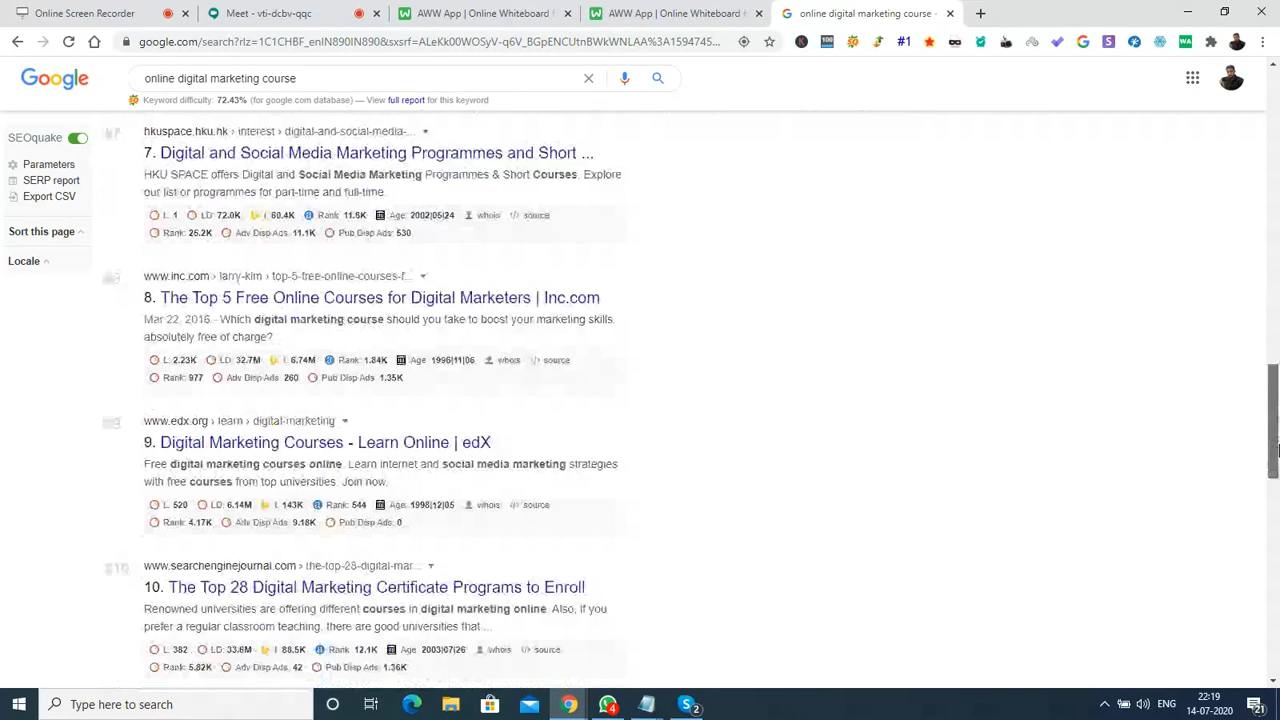 Online Screen Recorder
Meet - vti-dcbv-qqc
AWW App | Online Whiteboard f
AWW App | Online Whiteboard f
online digital marketing course -
google.com/search?rlz=1C1CHBF_enIN890IN890&sxsrf=ALeKk00WOSrV-q6V_BGpENCUtnBWkWNLAA%3A1594745...
Google
online digital marketing course
Keyword difficulty: 72.43% (for google com database) — View full report for this keyword
SEOquake
Parameters
SERP report
Export CSV
Sort this page
Locale
hkuspace.hku.hk › interest › digital-and-social-media-...
7. Digital and Social Media Marketing Programmes and Short ...
HKU SPACE offers Digital and Social Media Marketing Programmes & Short Courses. Explore
our list of programmes for part-time and full-time.
L: 1 LD: 72.0K I: 60.4K Rank: 11.5K Age: 2002|05|24 whois source
Rank: 25.2K Adv Disp Ads: 11.1K Pub Disp Ads: 530
www.inc.com › larry-kim › top-5-free-online-courses-f...
8. The Top 5 Free Online Courses for Digital Marketers | Inc.com
Mar 22, 2016 - Which digital marketing course should you take to boost your marketing skills,
absolutely free of charge?
L: 2.23K LD: 32.7M I: 6.74M Rank: 1.84K Age: 1996|11|06 whois source
Rank: 977 Adv Disp Ads: 260 Pub Disp Ads: 1.35K
www.edx.org › learn › digital-marketing
9. Digital Marketing Courses - Learn Online | edX
Free digital marketing courses online. Learn internet and social media marketing strategies
with free courses from top universities. Join now.
L: 520 LD: 6.14M I: 143K Rank: 544 Age: 1998|12|05 whois source
Rank: 4.17K Adv Disp Ads: 9.18K Pub Disp Ads: 0
#10
www.searchenginejournal.com › the-top-28-digital-mar...
10. The Top 28 Digital Marketing Certificate Programs to Enroll
Renowned universities are offering different courses in digital marketing online. Also, if you
prefer a regular classroom teaching, there are good universities that ...
L: 382 LD: 33.6M I: 88.5K Rank: 12.1K Age: 2003|07|26 whois source
Rank: 5.82K Adv Disp Ads: 42 Pub Disp Ads: 1.36K
Type here to search
4
2
ENG
22:19
14-07-2020
21